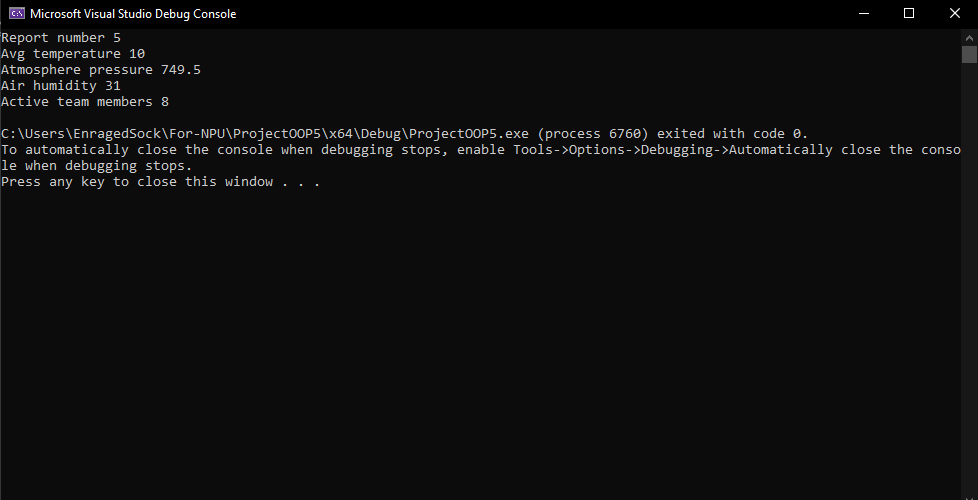 Microsoft Visual Studio Debug Console
Report number 5
Avg temperature 10
Atmosphere pressure 749.5
Air humidity 31
Active team members 8
C:\Users\EnragedSock\For-NPU\ProjectOOP5\x64\Debug\ProjectOOP5.exe (process 6760) exited with code 0.
To automatically close the console when debugging stops, enable Tools->Options->Debugging->Automatically close the conso
le when debugging stops.
Press any key to close this window . . .